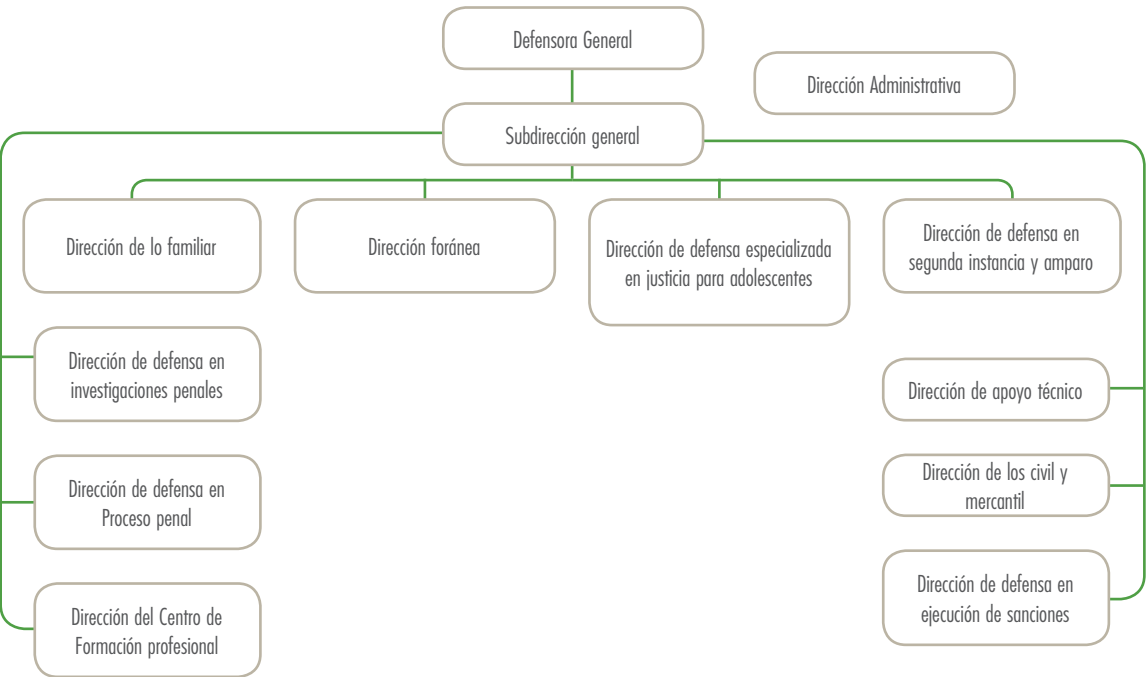 Defensora General
Dirección Administrativa
Subdirección general
Dirección de lo familiar
Dirección foránea
Dirección de defensa especializada
en justicia para adolescentes
Dirección de defensa en
segunda instancia y amparo
Dirección de defensa en
investigaciones penales
Dirección de apoyo técnico
Dirección de defensa en
Proceso penal
Dirección de los civil y
mercantil
Dirección del Centro de
Formación profesional
Dirección de defensa en
ejecución de sanciones